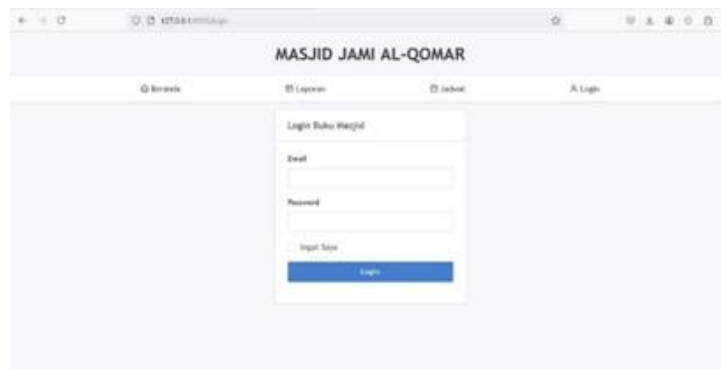 MASJID JAMI AL-QOMAR
Beranda Laporan Jadwal Login
Login Buku Masjid
Email
Password
Ingat Saya
Login